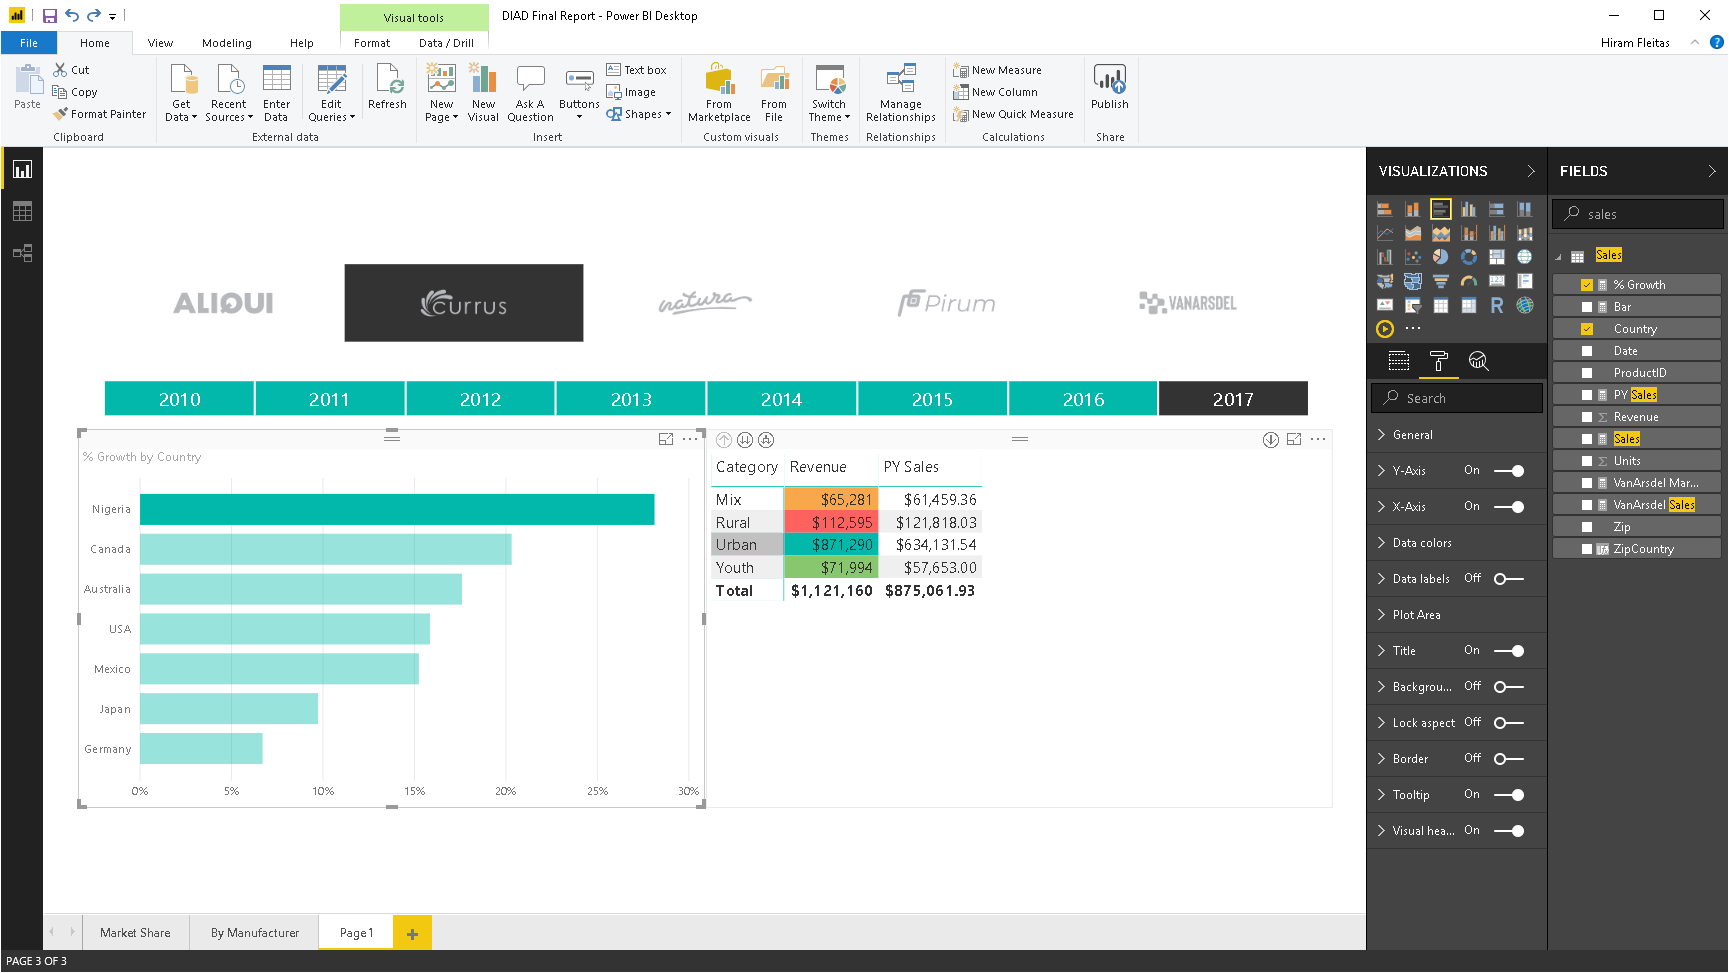 Visual tools
DIAD Final Report - Power BI Desktop
File
Home
View
Modeling
Help
Format
Data / Drill
Hiram Fleitas
Paste
Cut
Copy
Format Painter
Clipboard
Get Data
Recent Sources
Enter Data
Edit Queries
Refresh
External data
New Page
New Visual
Ask A Question
Buttons
Text box
Image
Shapes
Insert
From Marketplace
From File
Custom visuals
Switch Theme
Themes
Manage Relationships
Relationships
New Measure
New Column
New Quick Measure
Calculations
Publish
Share
ALIQUI
currus
natura
Pirum
VANARSDEL
2010 2011 2012 2013 2014 2015 2016 2017
% Growth by Country
Nigeria
Canada
Australia
USA
Mexico
Japan
Germany
0% 5% 10% 15% 20% 25% 30%
Category Revenue PY Sales
Mix $65,281 $61,459.36
Rural $112,595 $121,818.03
Urban $871,290 $634,131.54
Youth $71,994 $57,653.00
Total $1,121,160 $875,061.93
VISUALIZATIONS
R
Search
General
Y-Axis On
X-Axis On
Data colors
Data labels Off
Plot Area
Title On
Backgrou... Off
Lock aspect Off
Border Off
Tooltip On
Visual hea... On
FIELDS
sales
Sales
% Growth
Bar
Country
Date
ProductID
PY Sales
Revenue
Sales
Units
VanArsdel Mar...
VanArsdel Sales
Zip
ZipCountry
Market Share
By Manufacturer
Page 1
PAGE 3 OF 3